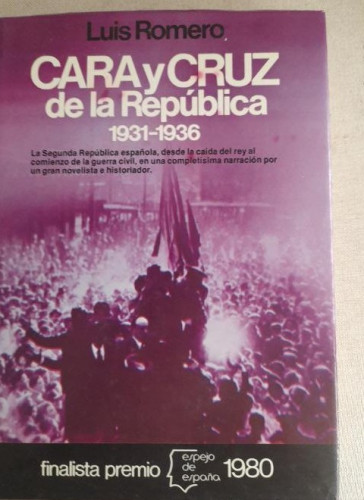 Luis Romero
CARA y CRUZ
de la República
1931-1936
La Segunda República española, desde la caída del rey al
comienzo de la guerra civil, en una completísima narración por
un gran novelista e historiador.
finalista premio espejo de españa 1980